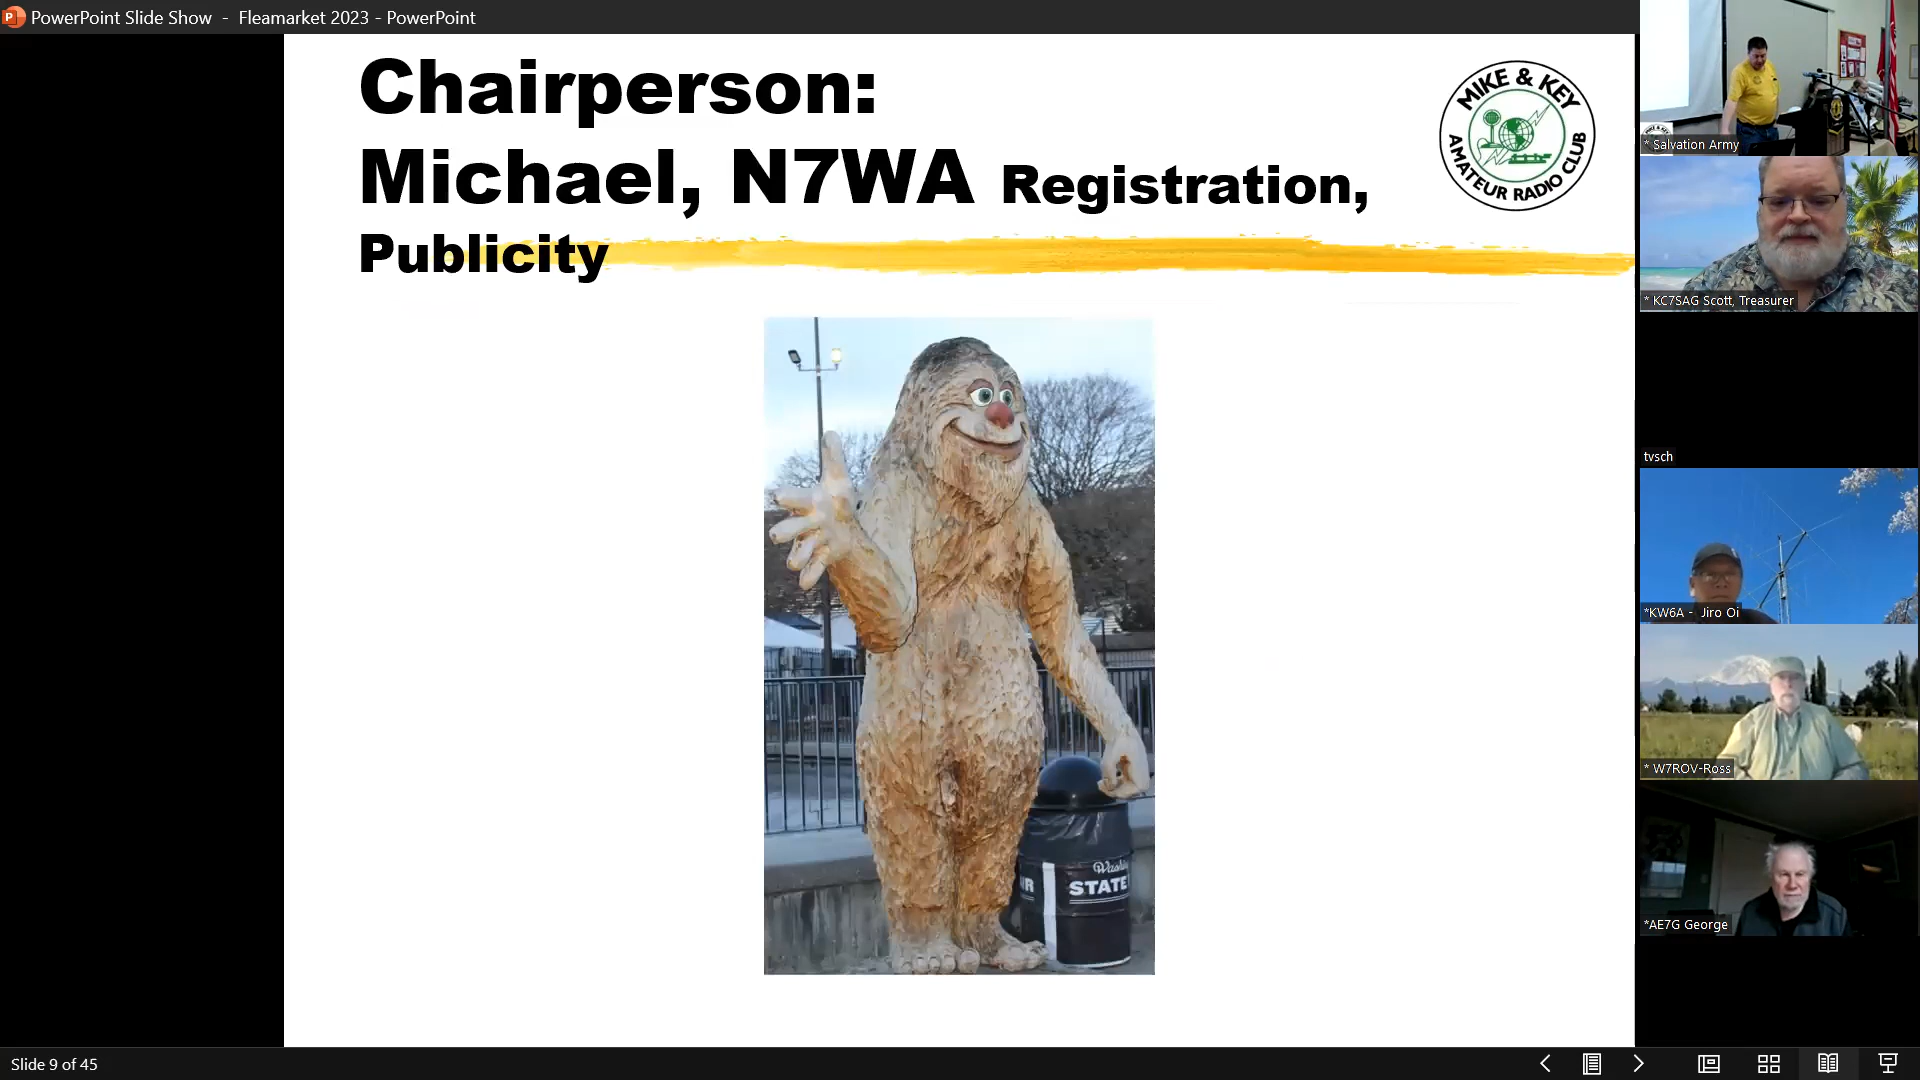 PowerPoint Slide Show - Fleamarket 2023 - PowerPoint
Chairperson:
Michael, N7WA Registration,
Publicity
MIKE & KEY
AMATEUR RADIO CLUB
STATE
* Salvation Army
* KC7SAG Scott, Treasurer
tvsch
*KW6A - Jiro Oi
* W7ROV-Ross
*AE7G George
Slide 9 of 45